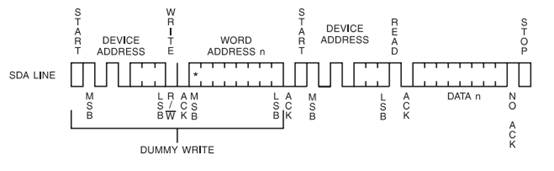 START
DEVICE
ADDRESS
WRITE
WORD
ADDRESS n
START
DEVICE
ADDRESS
READ
STOP
SDA LINE
*
MSB
LSB
R/W
ACK
MSB
LSB
ACK
MSB
LSB
ACK
DATA n
NO ACK
DUMMY WRITE